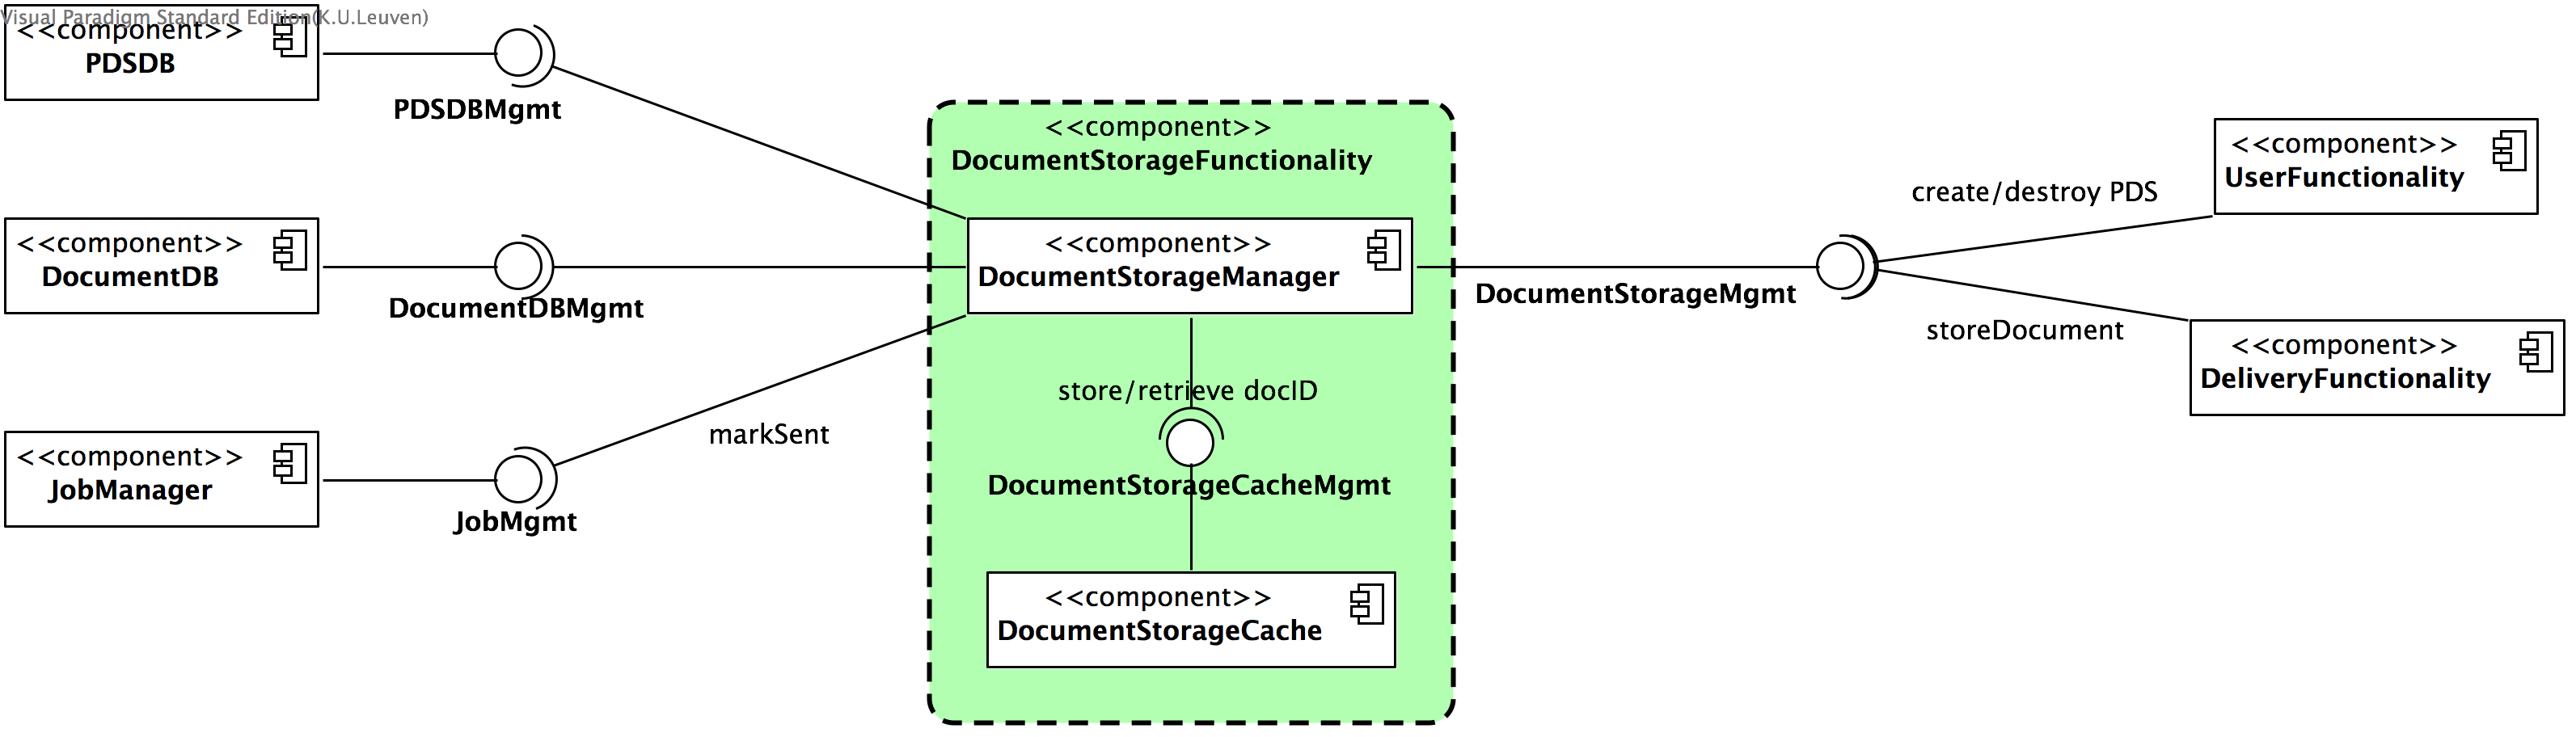 Visual Paradigm Standard Edition(K.U.Leuven)
<<component>>
PDSDB
PDSDBMgmt
<<component>>
DocumentStorageFunctionality
<<component>>
UserFunctionality
create/destroy PDS
<<component>>
DocumentDB
DocumentDBMgmt
<<component>>
DocumentStorageManager
DocumentStorageMgmt
storeDocument
<<component>>
DeliveryFunctionality
store/retrieve docID
markSent
<<component>>
JobManager
JobMgmt
DocumentStorageCacheMgmt
<<component>>
DocumentStorageCache